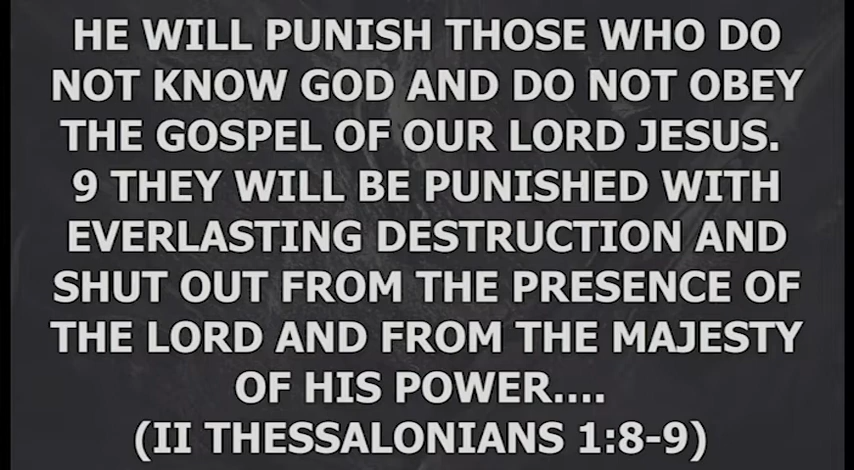 HE WILL PUNISH THOSE WHO DO
NOT KNOW GOD AND DO NOT OBEY
THE GOSPEL OF OUR LORD JESUS.
9 THEY WILL BE PUNISHED WITH
EVERLASTING DESTRUCTION AND
SHUT OUT FROM THE PRESENCE OF
THE LORD AND FROM THE MAJESTY
OF HIS POWER....
(II THESSALONIANS 1:8-9)